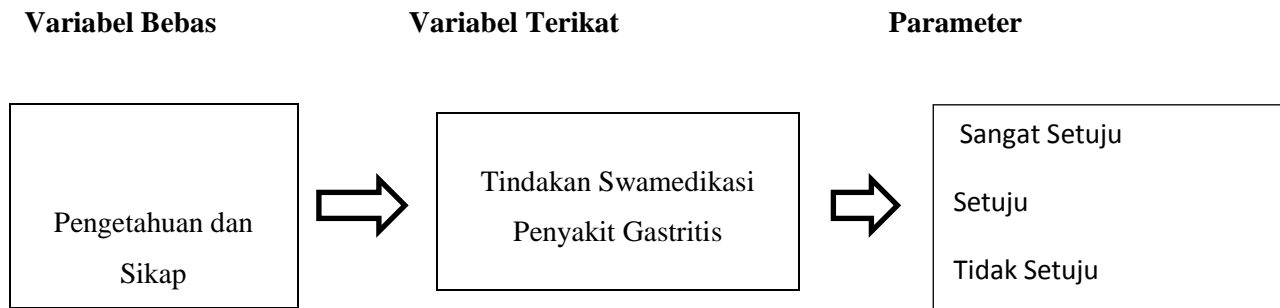 Variabel Bebas
Variabel Terikat
Parameter
Pengetahuan dan
Sikap
Tindakan Swamedikasi
Penyakit Gastritis
Sangat Setuju
Setuju
Tidak Setuju